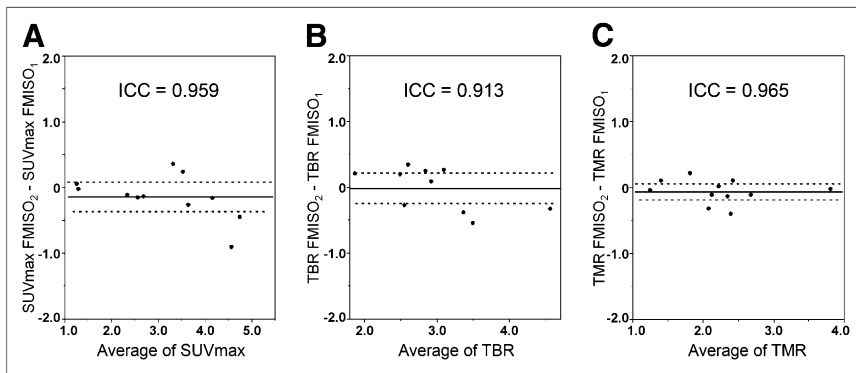 A
B
C
ICC = 0.959
ICC = 0.913
ICC = 0.965
SUVmax FMISO2 - SUVmax FMISO1
2.0
1.0
0
-1.0
-2.0
1.0 2.0 3.0 4.0 5.0
Average of SUVmax
TBR FMISO2 - TBR FMISO1
2.0
1.0
0
-1.0
-2.0
2.0 3.0 4.0
Average of TBR
TMR FMISO2 - TMR FMISO1
2.0
1.0
0
-1.0
-2.0
1.0 2.0 3.0 4.0
Average of TMR